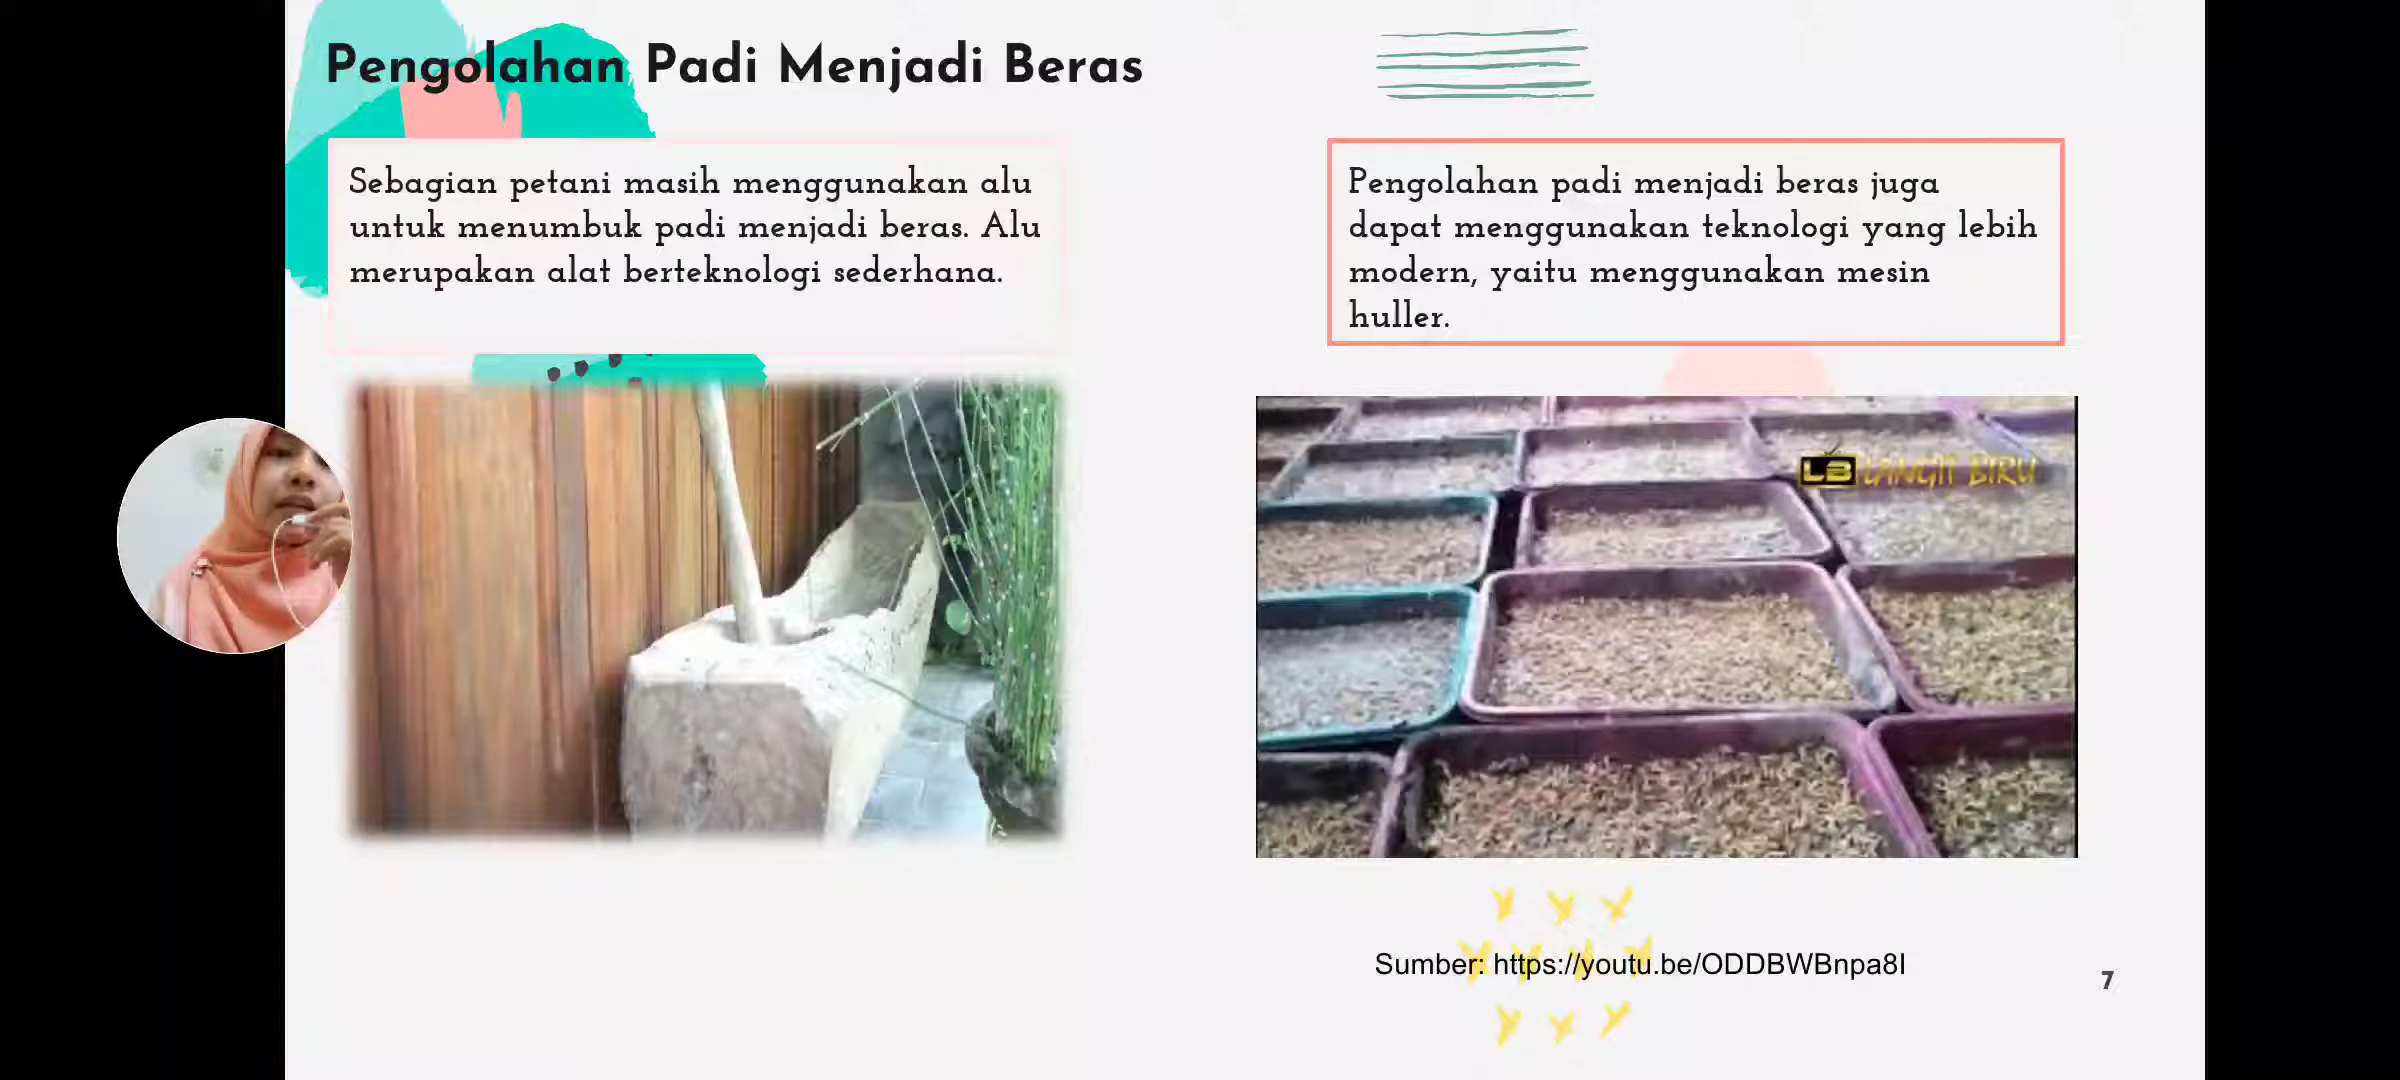 Pengolahan Padi Menjadi Beras
Sebagian petani masih menggunakan alu
untuk menumbuk padi menjadi beras. Alu
merupakan alat berteknologi sederhana.
Pengolahan padi menjadi beras juga
dapat menggunakan teknologi yang lebih
modern, yaitu menggunakan mesin
huller.
LB LANGIT BIRU
Sumber: https://youtu.be/ODDBWBnpa8I
7